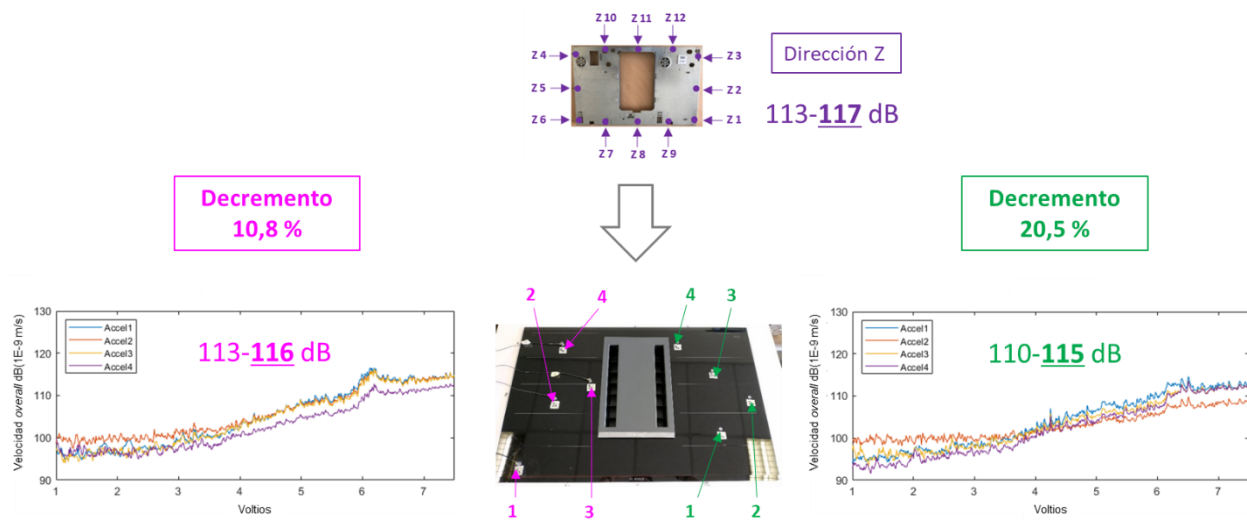 Z 10 Z 11 Z 12
Z 4 Z 3
Z 5 Z 2
Z 6 Z 1
Z 7 Z 8 Z 9
Dirección Z
113-117 dB
Decremento
10,8 %
Decremento
20,5 %
130
120
110
100
90
Velocidad overall dB(1E-9 m/s)
Accel1
Accel2
Accel3
Accel4
113-116 dB
1 2 3 4 5 6 7
Voltios
2 4 4 3
2
3
1
1 3 1 2
130
120
110
100
90
Velocidad overall dB(1E-9 m/s)
Accel1
Accel2
Accel3
Accel4
110-115 dB
1 2 3 4 5 6 7
Voltios